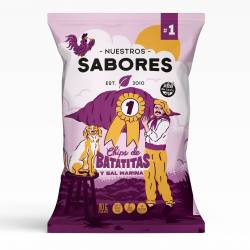 #1
NUESTROS
SABORES
EST. 2010
1
Chips de
BATATITAS
Y SAL MARINA